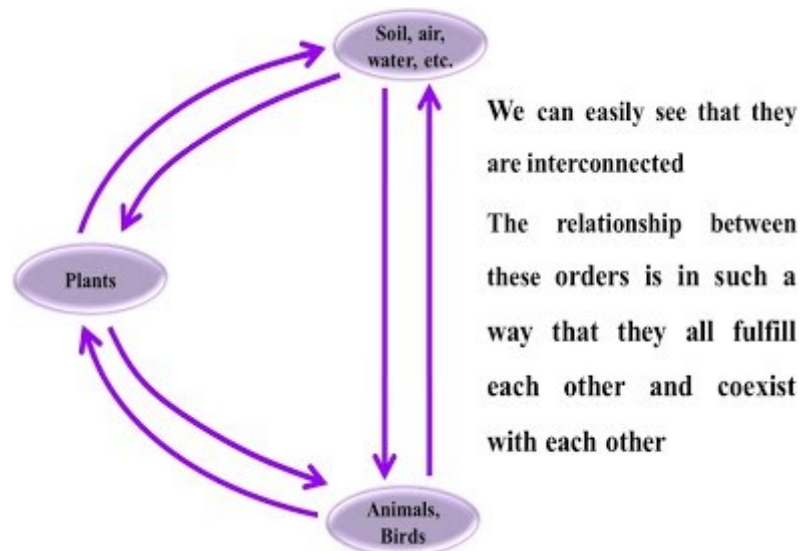 Soil, air,
water, etc.
Plants
Animals,
Birds
We can easily see that they
are interconnected
The relationship between
these orders is in such a
way that they all fulfill
each other and coexist
with each other